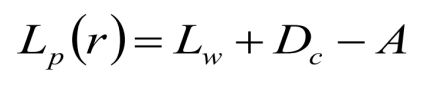 L_p(r) = L_w + D_c − A